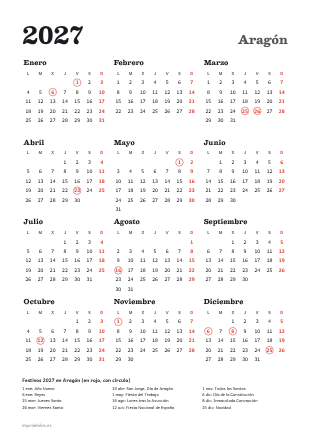 2027
Aragón
Enero
L M X J V S D
1 2 3
4 5 6 7 8 9 10
11 12 13 14 15 16 17
18 19 20 21 22 23 24
25 26 27 28 29 30 31
Febrero
L M X J V S D
1 2 3 4 5 6 7
8 9 10 11 12 13 14
15 16 17 18 19 20 21
22 23 24 25 26 27 28
Marzo
L M X J V S D
1 2 3 4 5 6 7
8 9 10 11 12 13 14
15 16 17 18 19 20 21
22 23 24 25 26 27 28
29 30 31
Abril
L M X J V S D
1 2 3 4
5 6 7 8 9 10 11
12 13 14 15 16 17 18
19 20 21 22 23 24 25
26 27 28 29 30
Mayo
L M X J V S D
1 2
3 4 5 6 7 8 9
10 11 12 13 14 15 16
17 18 19 20 21 22 23
24 25 26 27 28 29 30
31
Junio
L M X J V S D
1 2 3 4 5 6
7 8 9 10 11 12 13
14 15 16 17 18 19 20
21 22 23 24 25 26 27
28 29 30
Julio
L M X J V S D
1 2 3 4
5 6 7 8 9 10 11
12 13 14 15 16 17 18
19 20 21 22 23 24 25
26 27 28 29 30 31
Agosto
L M X J V S D
1
2 3 4 5 6 7 8
9 10 11 12 13 14 15
16 17 18 19 20 21 22
23 24 25 26 27 28 29
30 31
Septiembre
L M X J V S D
1 2 3 4 5
6 7 8 9 10 11 12
13 14 15 16 17 18 19
20 21 22 23 24 25 26
27 28 29 30
Octubre
L M X J V S D
1 2 3
4 5 6 7 8 9 10
11 12 13 14 15 16 17
18 19 20 21 22 23 24
25 26 27 28 29 30 31
Noviembre
L M X J V S D
1 2 3 4 5 6 7
8 9 10 11 12 13 14
15 16 17 18 19 20 21
22 23 24 25 26 27 28
29 30
Diciembre
L M X J V S D
1 2 3 4 5
6 7 8 9 10 11 12
13 14 15 16 17 18 19
20 21 22 23 24 25 26
27 28 29 30 31
Festivos 2027 en Aragón (en rojo, con círculo)
1 ene: Año Nuevo
6 ene: Reyes
25 mar: Jueves Santo
26 mar: Viernes Santo
23 abr: San Jorge, Día de Aragón
1 may: Fiesta del Trabajo
16 ago: Lunes tras la Asunción
12 oct: Fiesta Nacional de España
1 nov: Todos los Santos
6 dic: Día de la Constitución
8 dic: Inmaculada Concepción
25 dic: Navidad